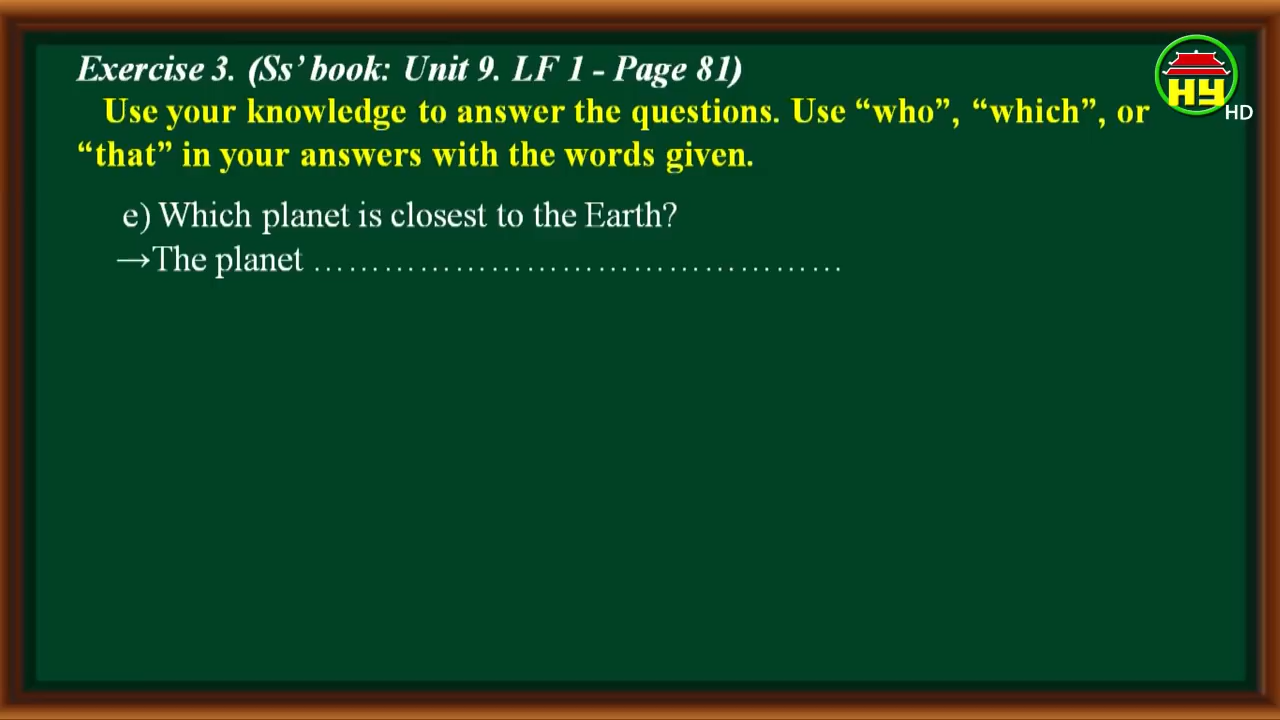 Exercise 3. (Ss’ book: Unit 9. LF 1 - Page 81)
Use your knowledge to answer the questions. Use “who”, “which”, or
“that” in your answers with the words given.
e) Which planet is closest to the Earth?
→The planet ………………………………………
HY
HD